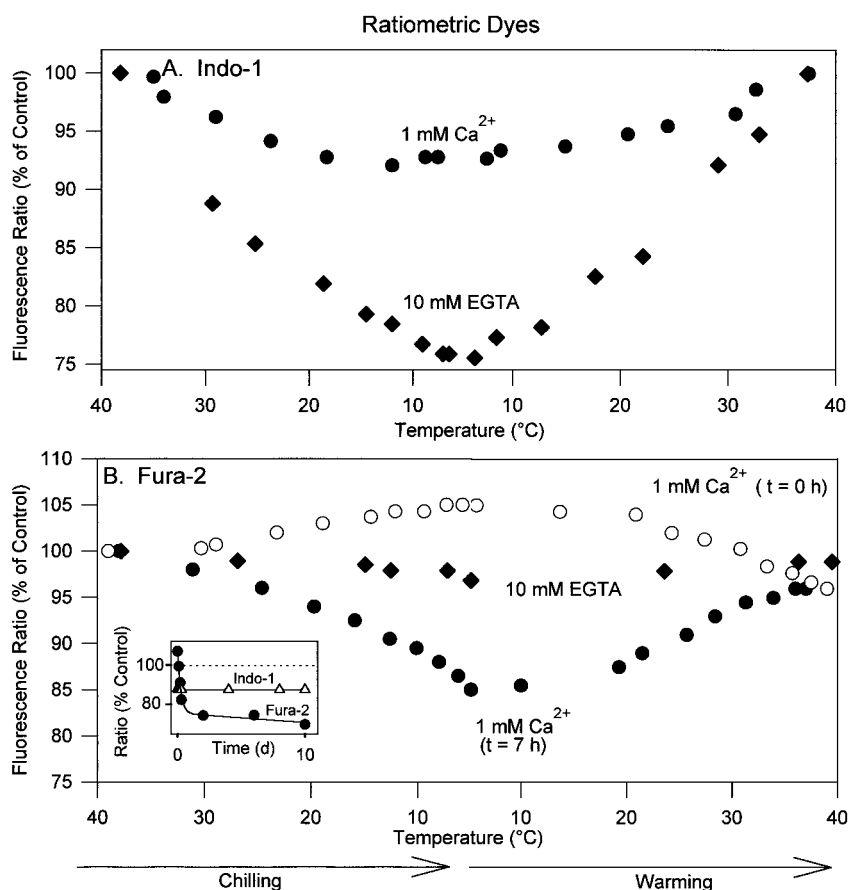 Ratiometric Dyes
A. Indo-1
Fluorescence Ratio (% of Control)
100
95
90
85
80
75
1 mM Ca²⁺
10 mM EGTA
40 30 20 10 10 20 30 40
Temperature (°C)
B. Fura-2
Fluorescence Ratio (% of Control)
110
105
100
95
90
85
80
75
1 mM Ca²⁺ ( t = 0 h)
10 mM EGTA
1 mM Ca²⁺
(t = 7 h)
Ratio (% Control)
100
80
Indo-1
Fura-2
0 10
Time (d)
40 30 20 10 10 20 30 40
Temperature (°C)
Chilling Warming